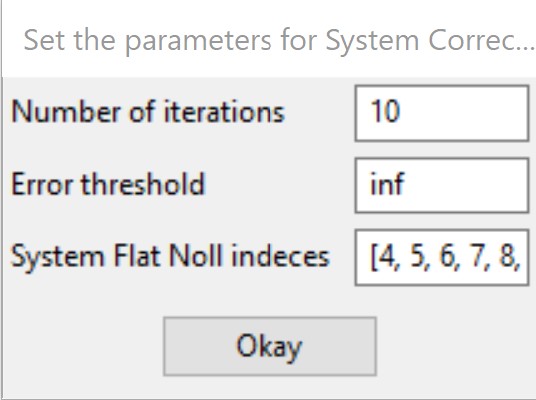 Set the parameters for System Correc...
Number of iterations 10
Error threshold inf
System Flat Noll indeces [4, 5, 6, 7, 8,
Okay